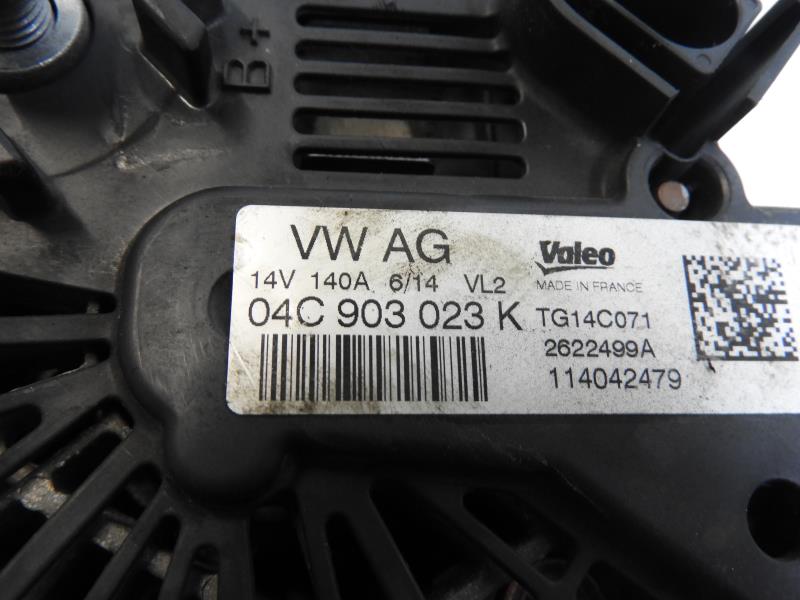 B+
VW AG
Valeo
14V 140A 6/14 VL2
MADE IN FRANCE
04C 903 023 K
TG14C071
2622499A
114042479